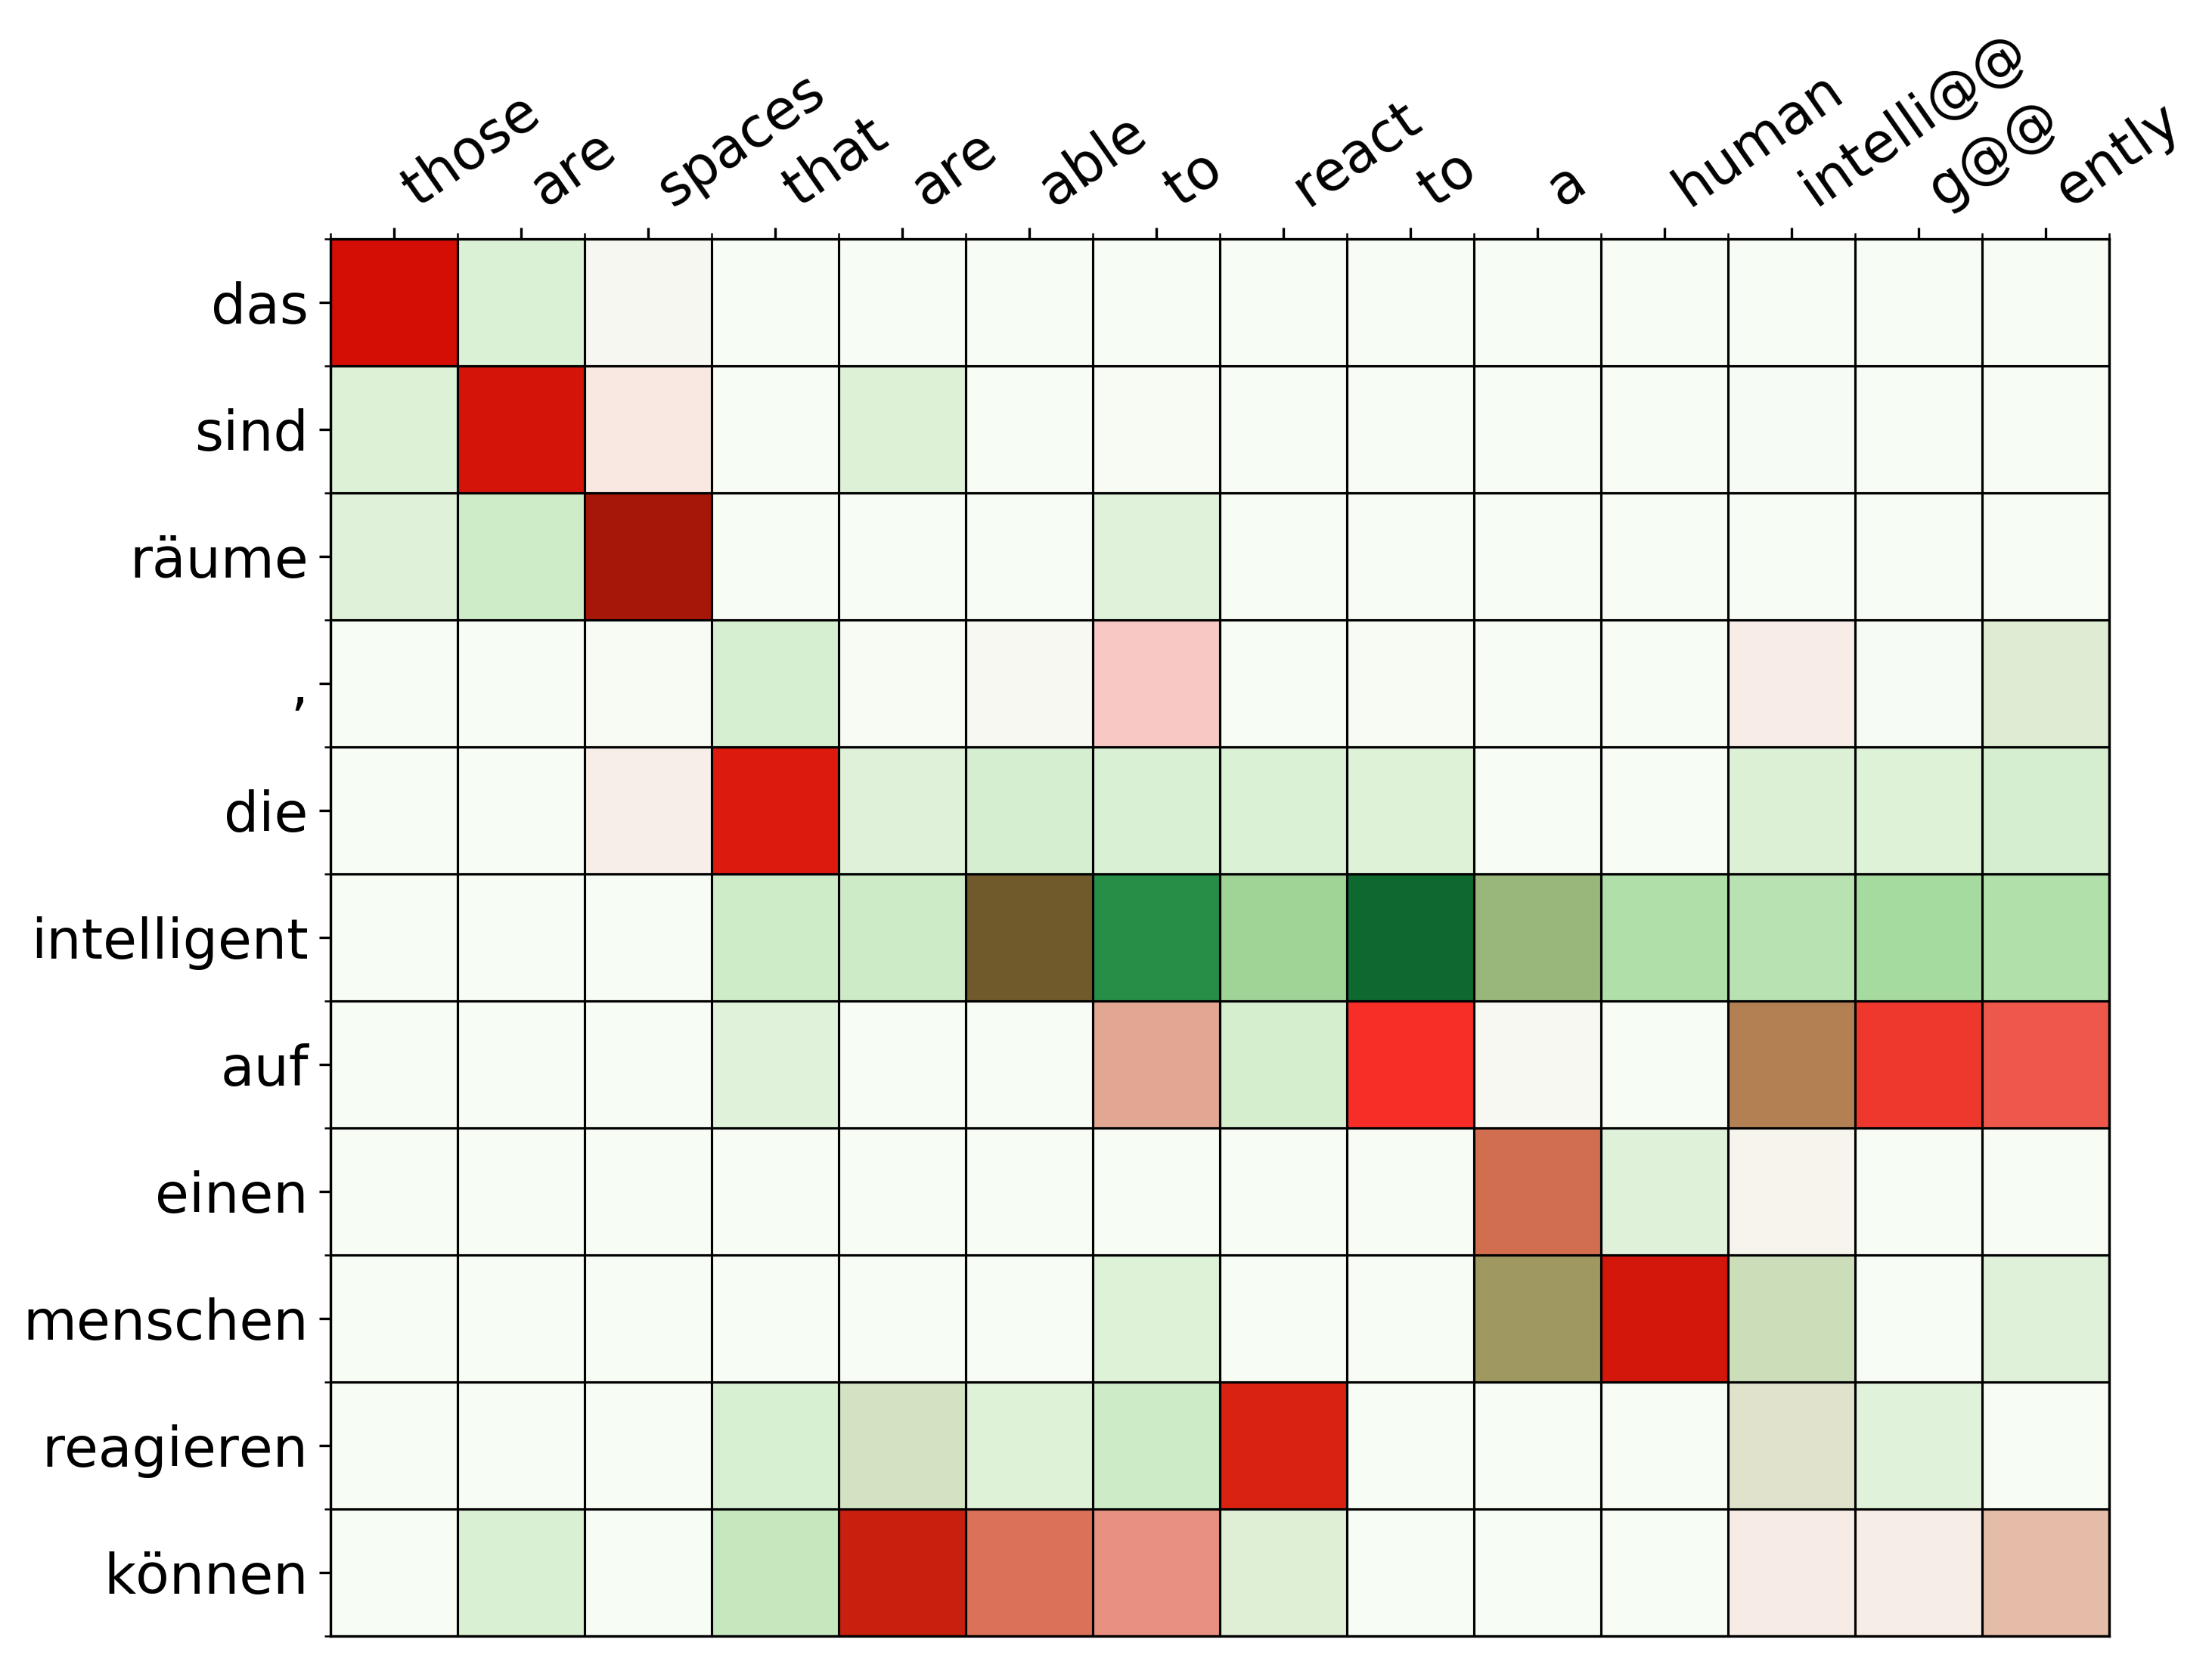 those are spaces that are able to react to a human intelli@@ g@@ ently
das
sind
räume
,
die
intelligent
auf
einen
menschen
reagieren
können